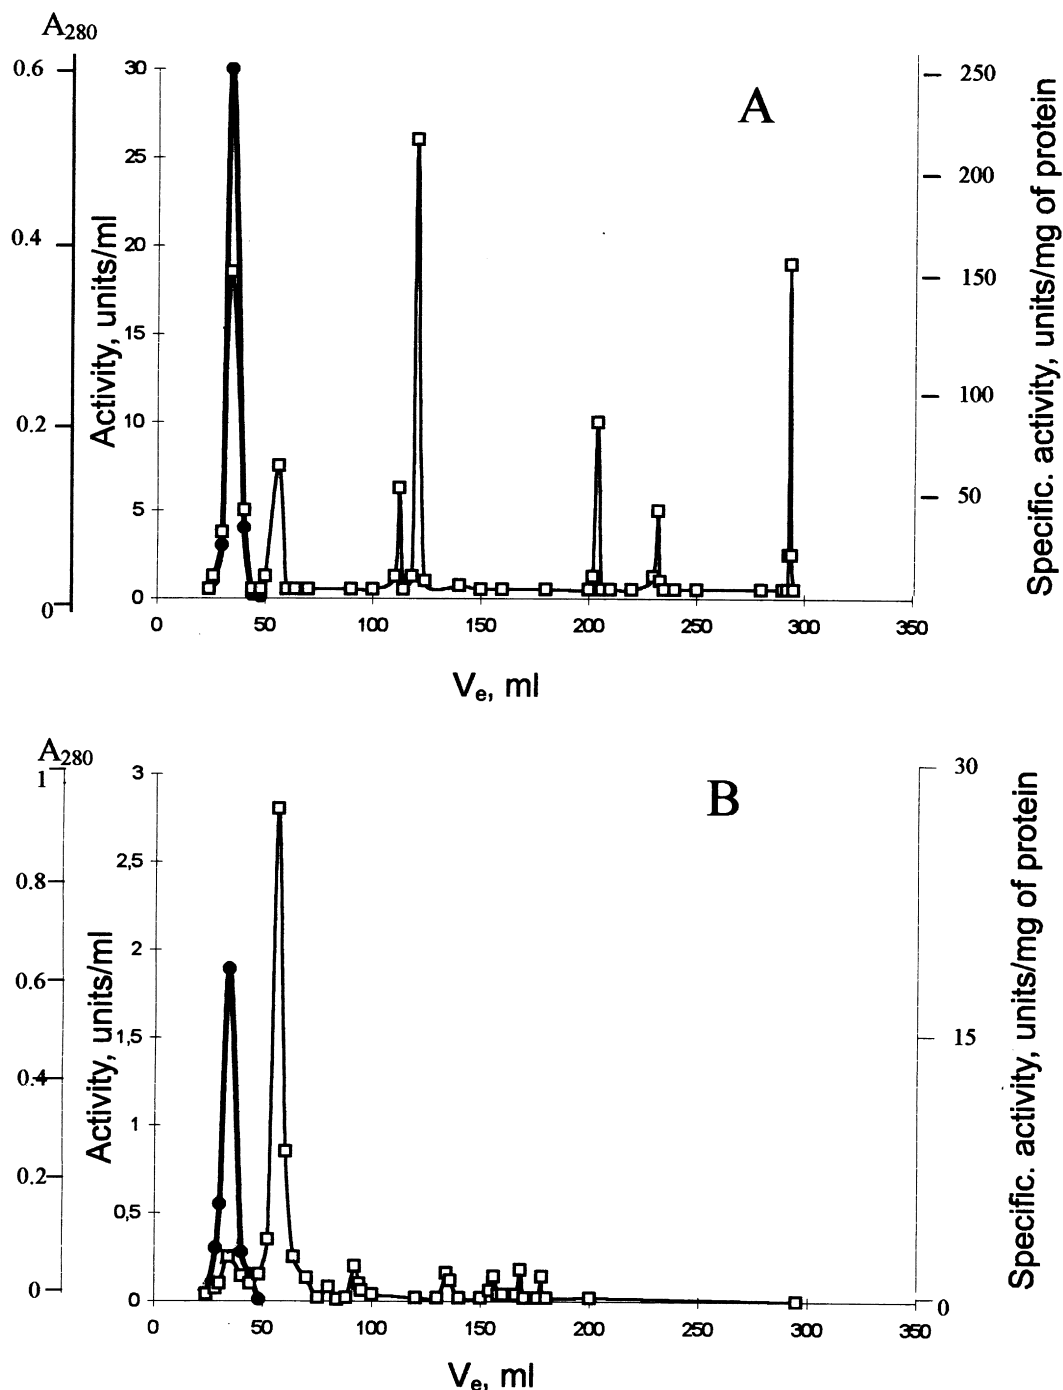 A280
0.6
0.4
0.2
0
Activity, units/ml
30
25
20
15
10
5
0
A
250
200
150
100
50
Specific. activity, units/mg of protein
0 50 100 150 200 250 300 350
Ve, ml
A280
1
0.8
0.6
0.4
0.2
0
Activity, units/ml
3
2,5
2
1,5
1
0,5
0
B
30
15
0
Specific. activity, units/mg of protein
0 50 100 150 200 250 300 350
Ve, ml